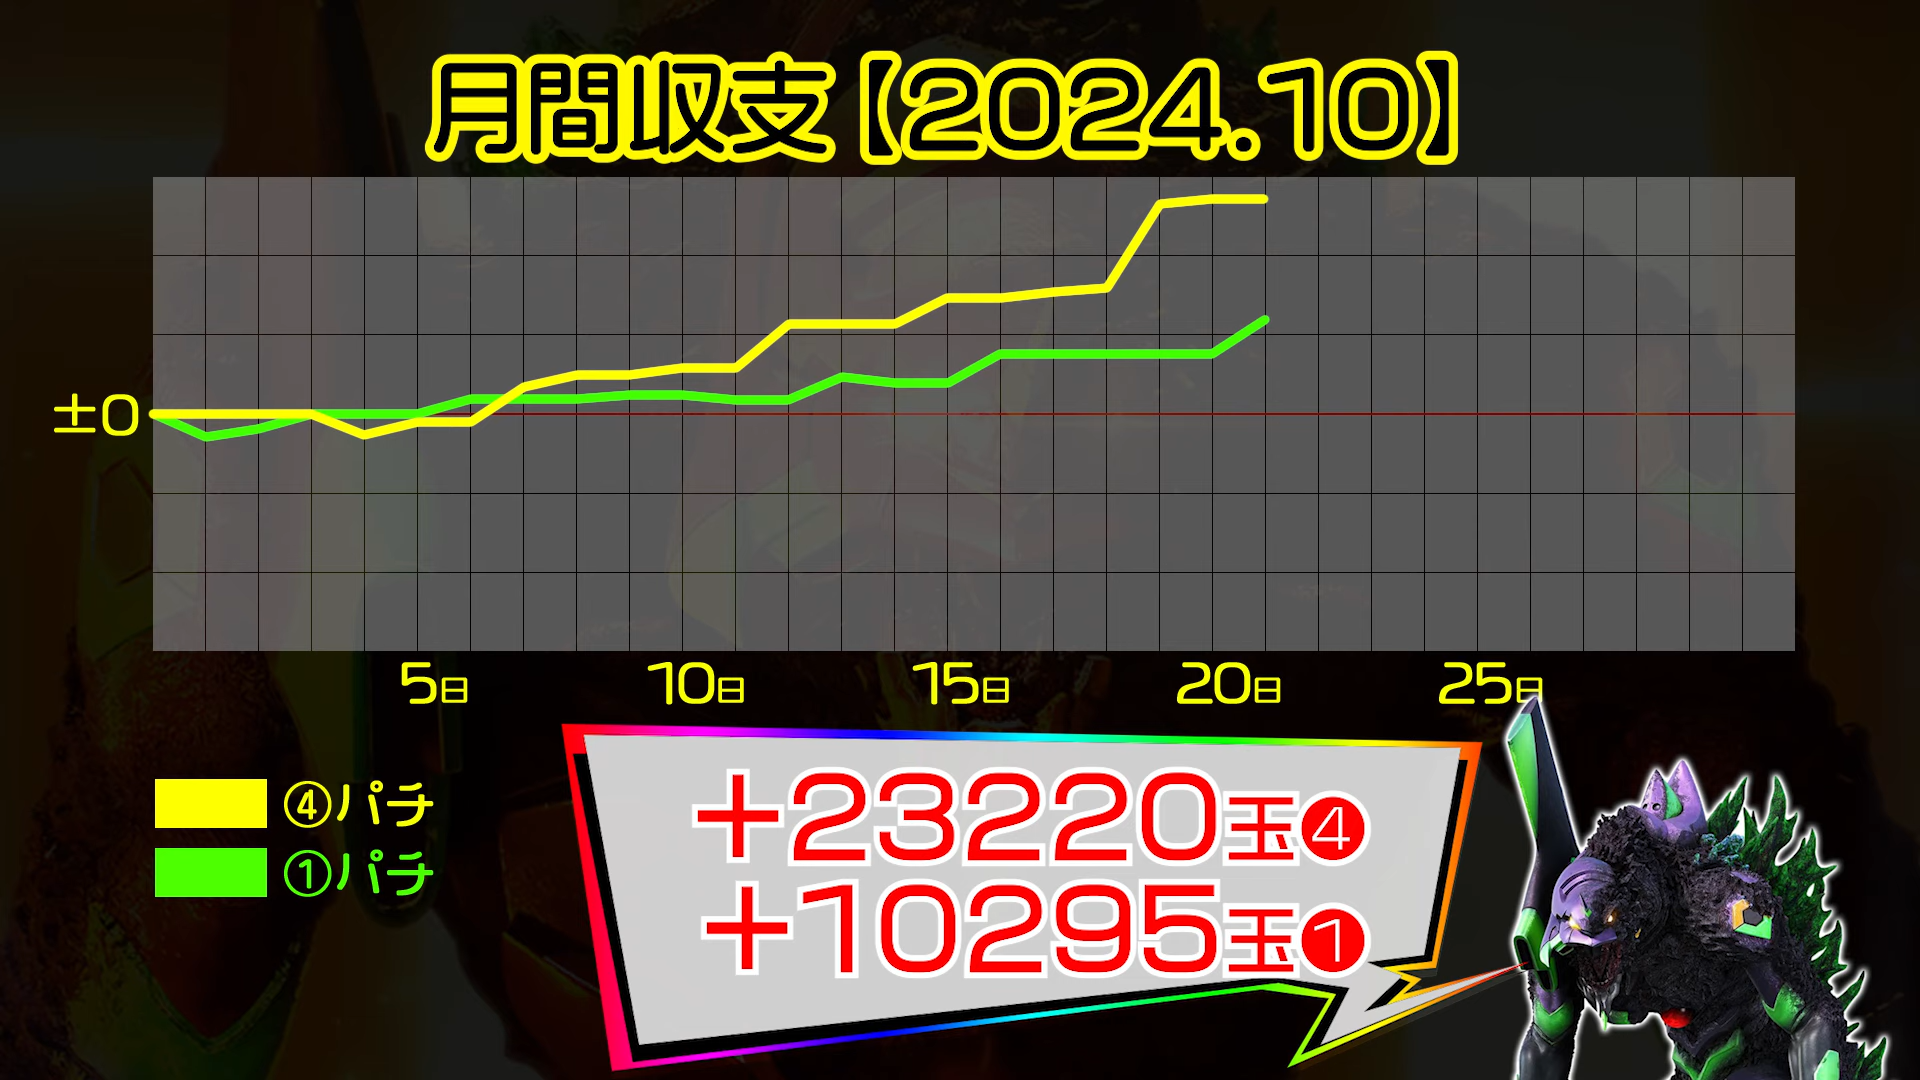 月間収支【2024.10】
±0
5日 10日 15日 20日 25日
④パチ
①パチ
+23220玉❹
+10295玉❶